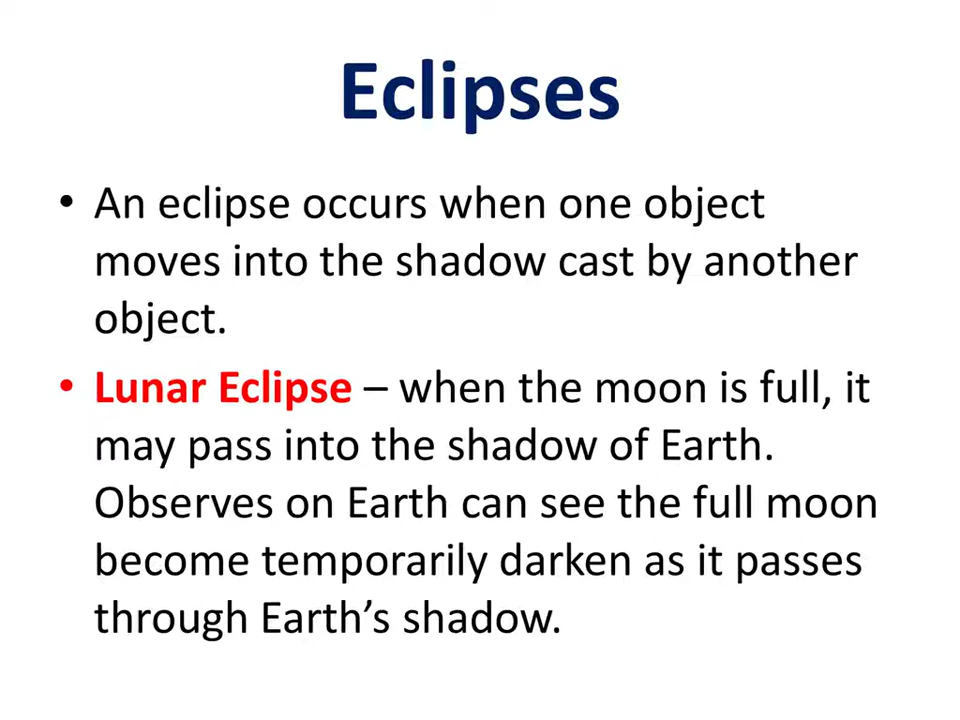 Eclipses
• An eclipse occurs when one object
moves into the shadow cast by another
object.
• Lunar Eclipse – when the moon is full, it
may pass into the shadow of Earth.
Observes on Earth can see the full moon
become temporarily darken as it passes
through Earth’s shadow.